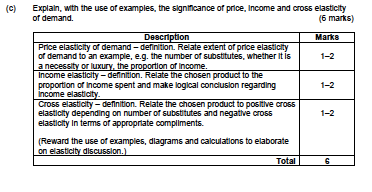 (c) Explain, with the use of examples, the significance of price, income and cross elasticity
of demand. (6 marks)
Description Marks
Price elasticity of demand – definition. Relate extent of price elasticity
of demand to an example, e.g. the number of substitutes, whether it is
a necessity or luxury, the proportion of income. 1–2
Income elasticity – definition. Relate the chosen product to the
proportion of income spent and make logical conclusion regarding
income elasticity. 1–2
Cross elasticity – definition. Relate the chosen product to positive cross
elasticity depending on number of substitutes and negative cross
elasticity in terms of appropriate compliments. 1–2
(Reward the use of examples, diagrams and calculations to elaborate
on elasticity discussion.)
Total 6